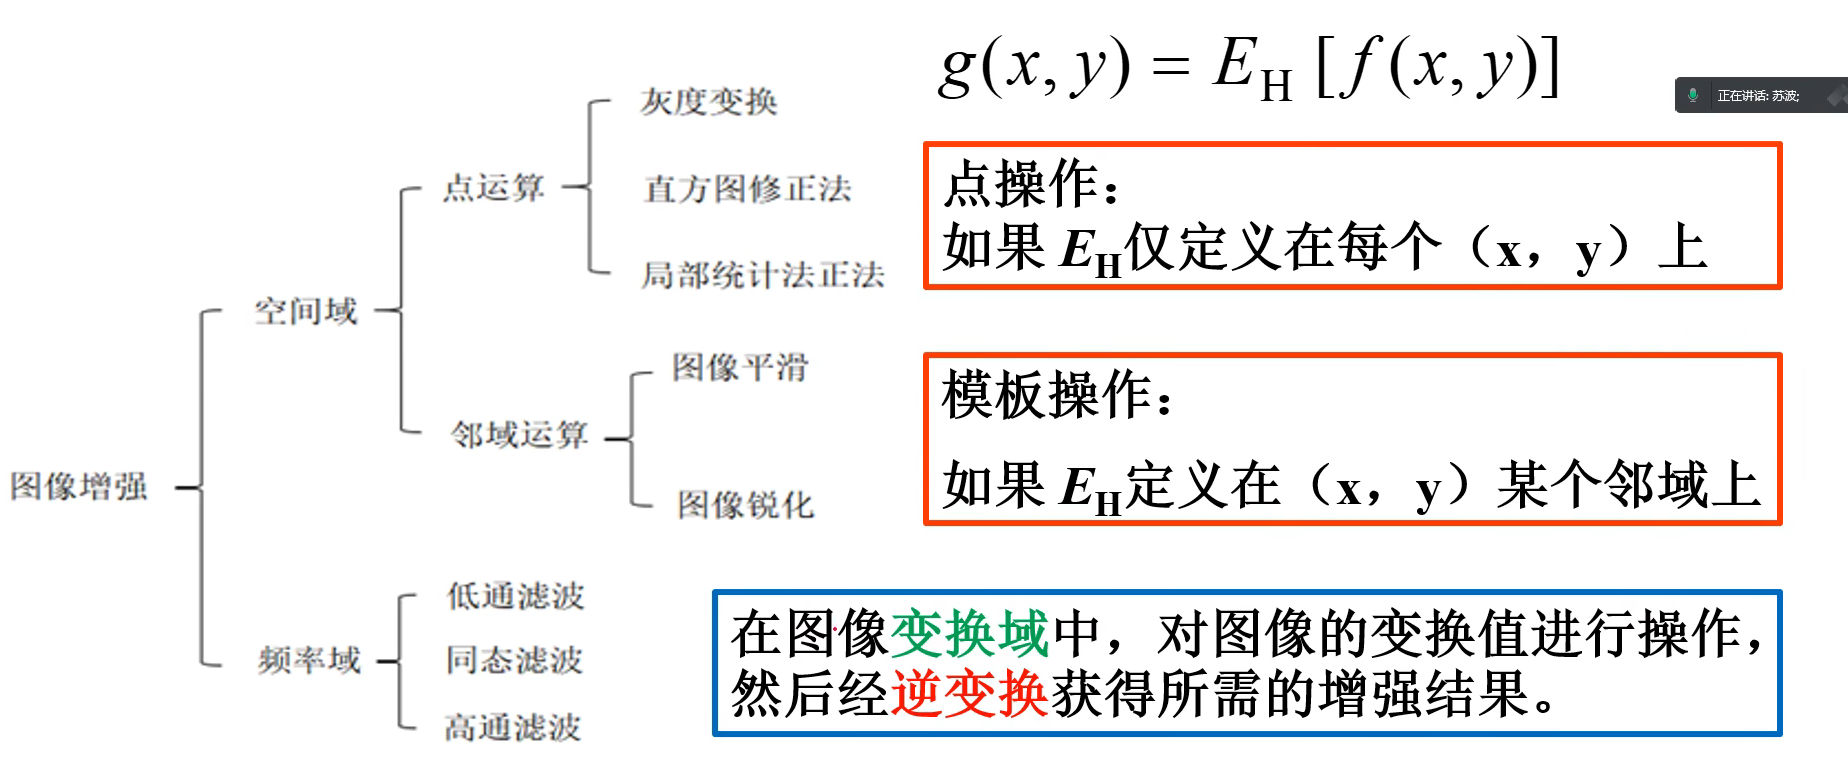 g(x, y) = E_H [f(x, y)]
正在讲话: 苏波;
灰度变换
点运算
直方图修正法
局部统计法正法
空间域
图像平滑
邻域运算
图像锐化
图像增强
低通滤波
频率域
同态滤波
高通滤波
点操作：
如果 E_H仅定义在每个（x，y）上
模板操作：
如果 E_H定义在（x，y）某个邻域上
在图像变换域中，对图像的变换值进行操作，
然后经逆变换获得所需的增强结果。